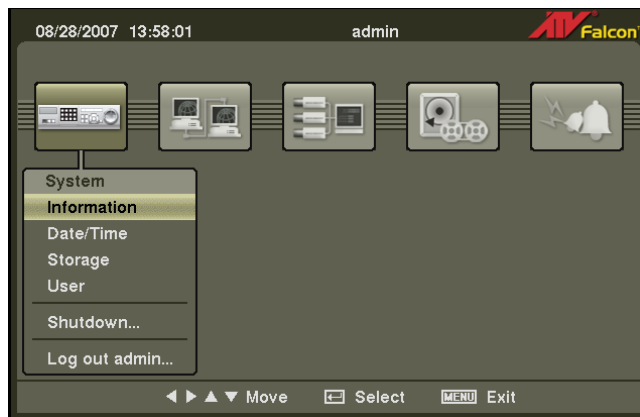 08/28/2007 13:58:01 admin ATV Falcon
System
Information
Date/Time
Storage
User
Shutdown...
Log out admin...
Move Select MENU Exit